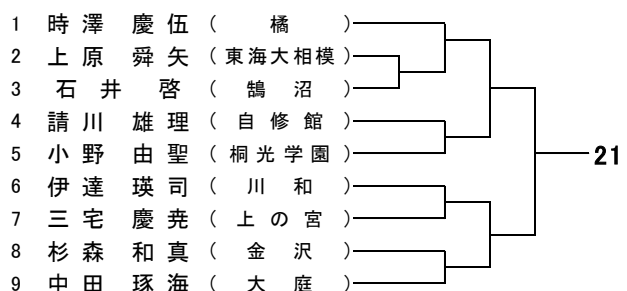 1 時澤 慶伍 ( 橘 )
2 上原 舜矢 ( 東海大相模 )
3 石井 啓 ( 鵠沼 )
4 請川 雄理 ( 自修館 )
5 小野 由聖 ( 桐光学園 )
21
6 伊達 瑛司 ( 川和 )
7 三宅 慶尭 ( 上の宮 )
8 杉森 和真 ( 金沢 )
9 中田 琢海 ( 大庭 )